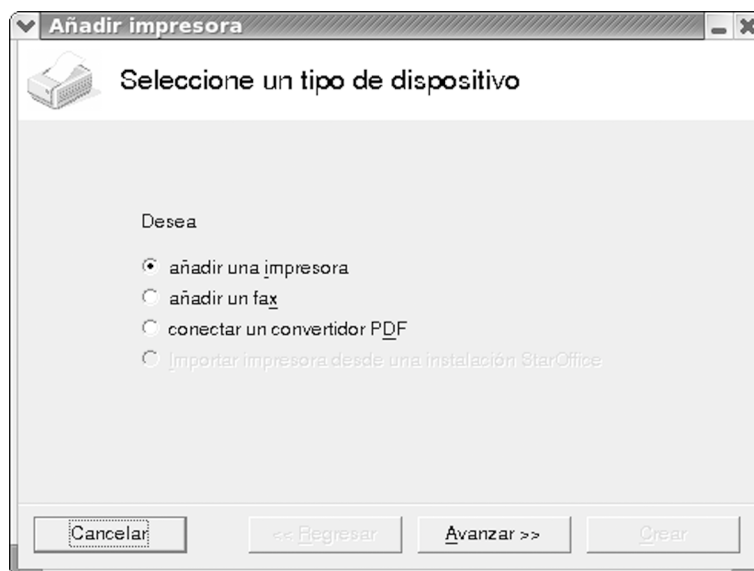 Añadir impresora
Seleccione un tipo de dispositivo
Desea
añadir una impresora
añadir un fax
conectar un convertidor PDF
Importar impresora desde una instalación StarOffice
Cancelar
<< Regresar
Avanzar >>
Crear